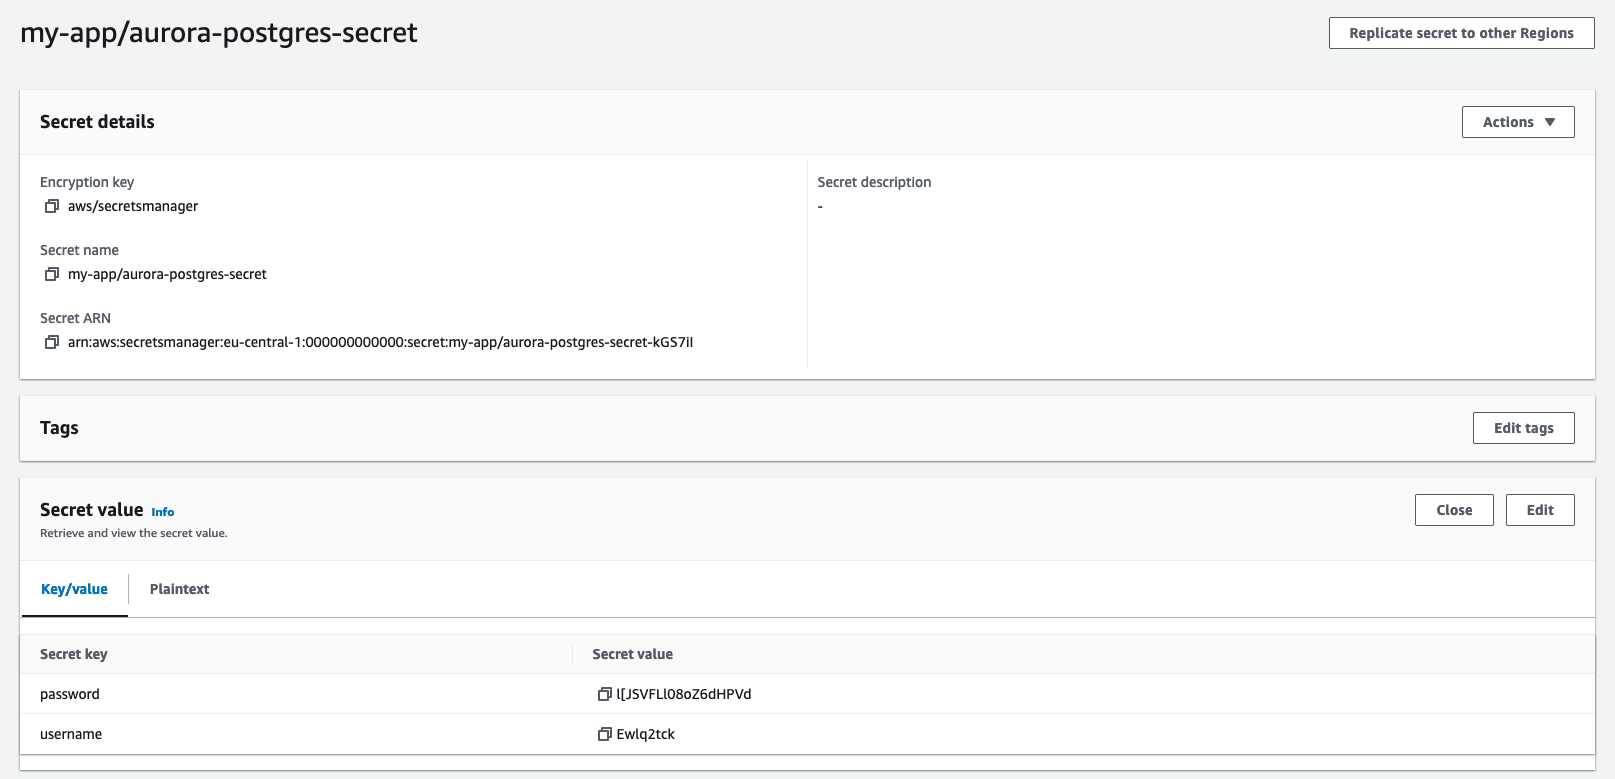 my-app/aurora-postgres-secret
Replicate secret to other Regions
Secret details
Actions
Encryption key
aws/secretsmanager
Secret description
-
Secret name
my-app/aurora-postgres-secret
Secret ARN
arn:aws:secretsmanager:eu-central-1:000000000000:secret:my-app/aurora-postgres-secret-kGS7iI
Tags
Edit tags
Secret value Info
Close
Edit
Retrieve and view the secret value.
Key/value
Plaintext
Secret key
Secret value
password
l[JSVFLl08oZ6dHPVd
username
Ewlq2tck